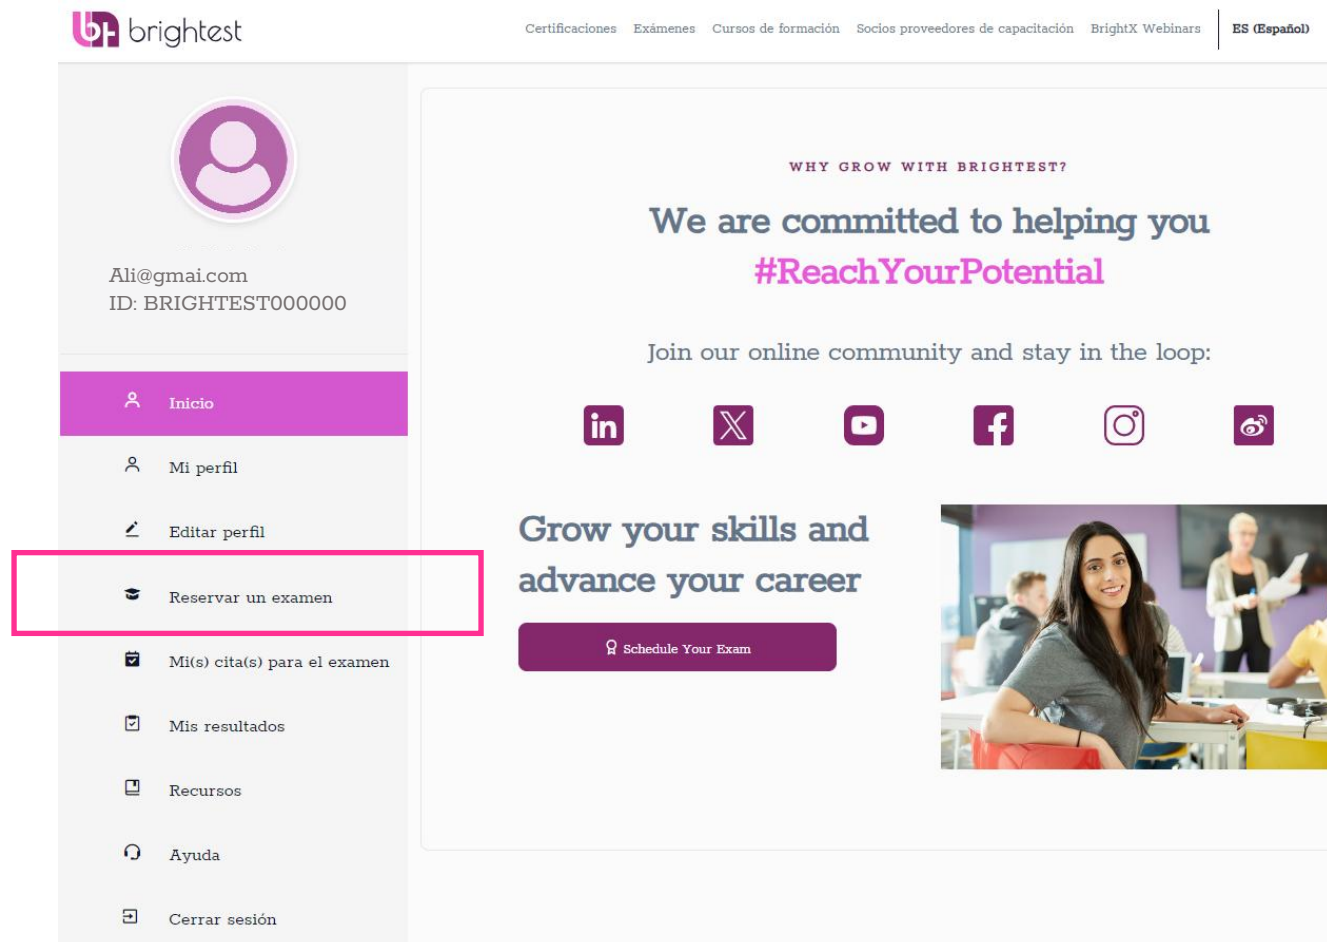 brightest
Certificaciones Exámenes Cursos de formación Socios proveedores de capacitación BrightX Webinars ES (Español)
Ali@gmai.com
ID: BRIGHTEST000000
Inicio
Mi perfil
Editar perfil
Reservar un examen
Mi(s) cita(s) para el examen
Mis resultados
Recursos
Ayuda
Cerrar sesión
WHY GROW WITH BRIGHTEST?
We are committed to helping you
#ReachYourPotential
Join our online community and stay in the loop:
Grow your skills and
advance your career
Schedule Your Exam